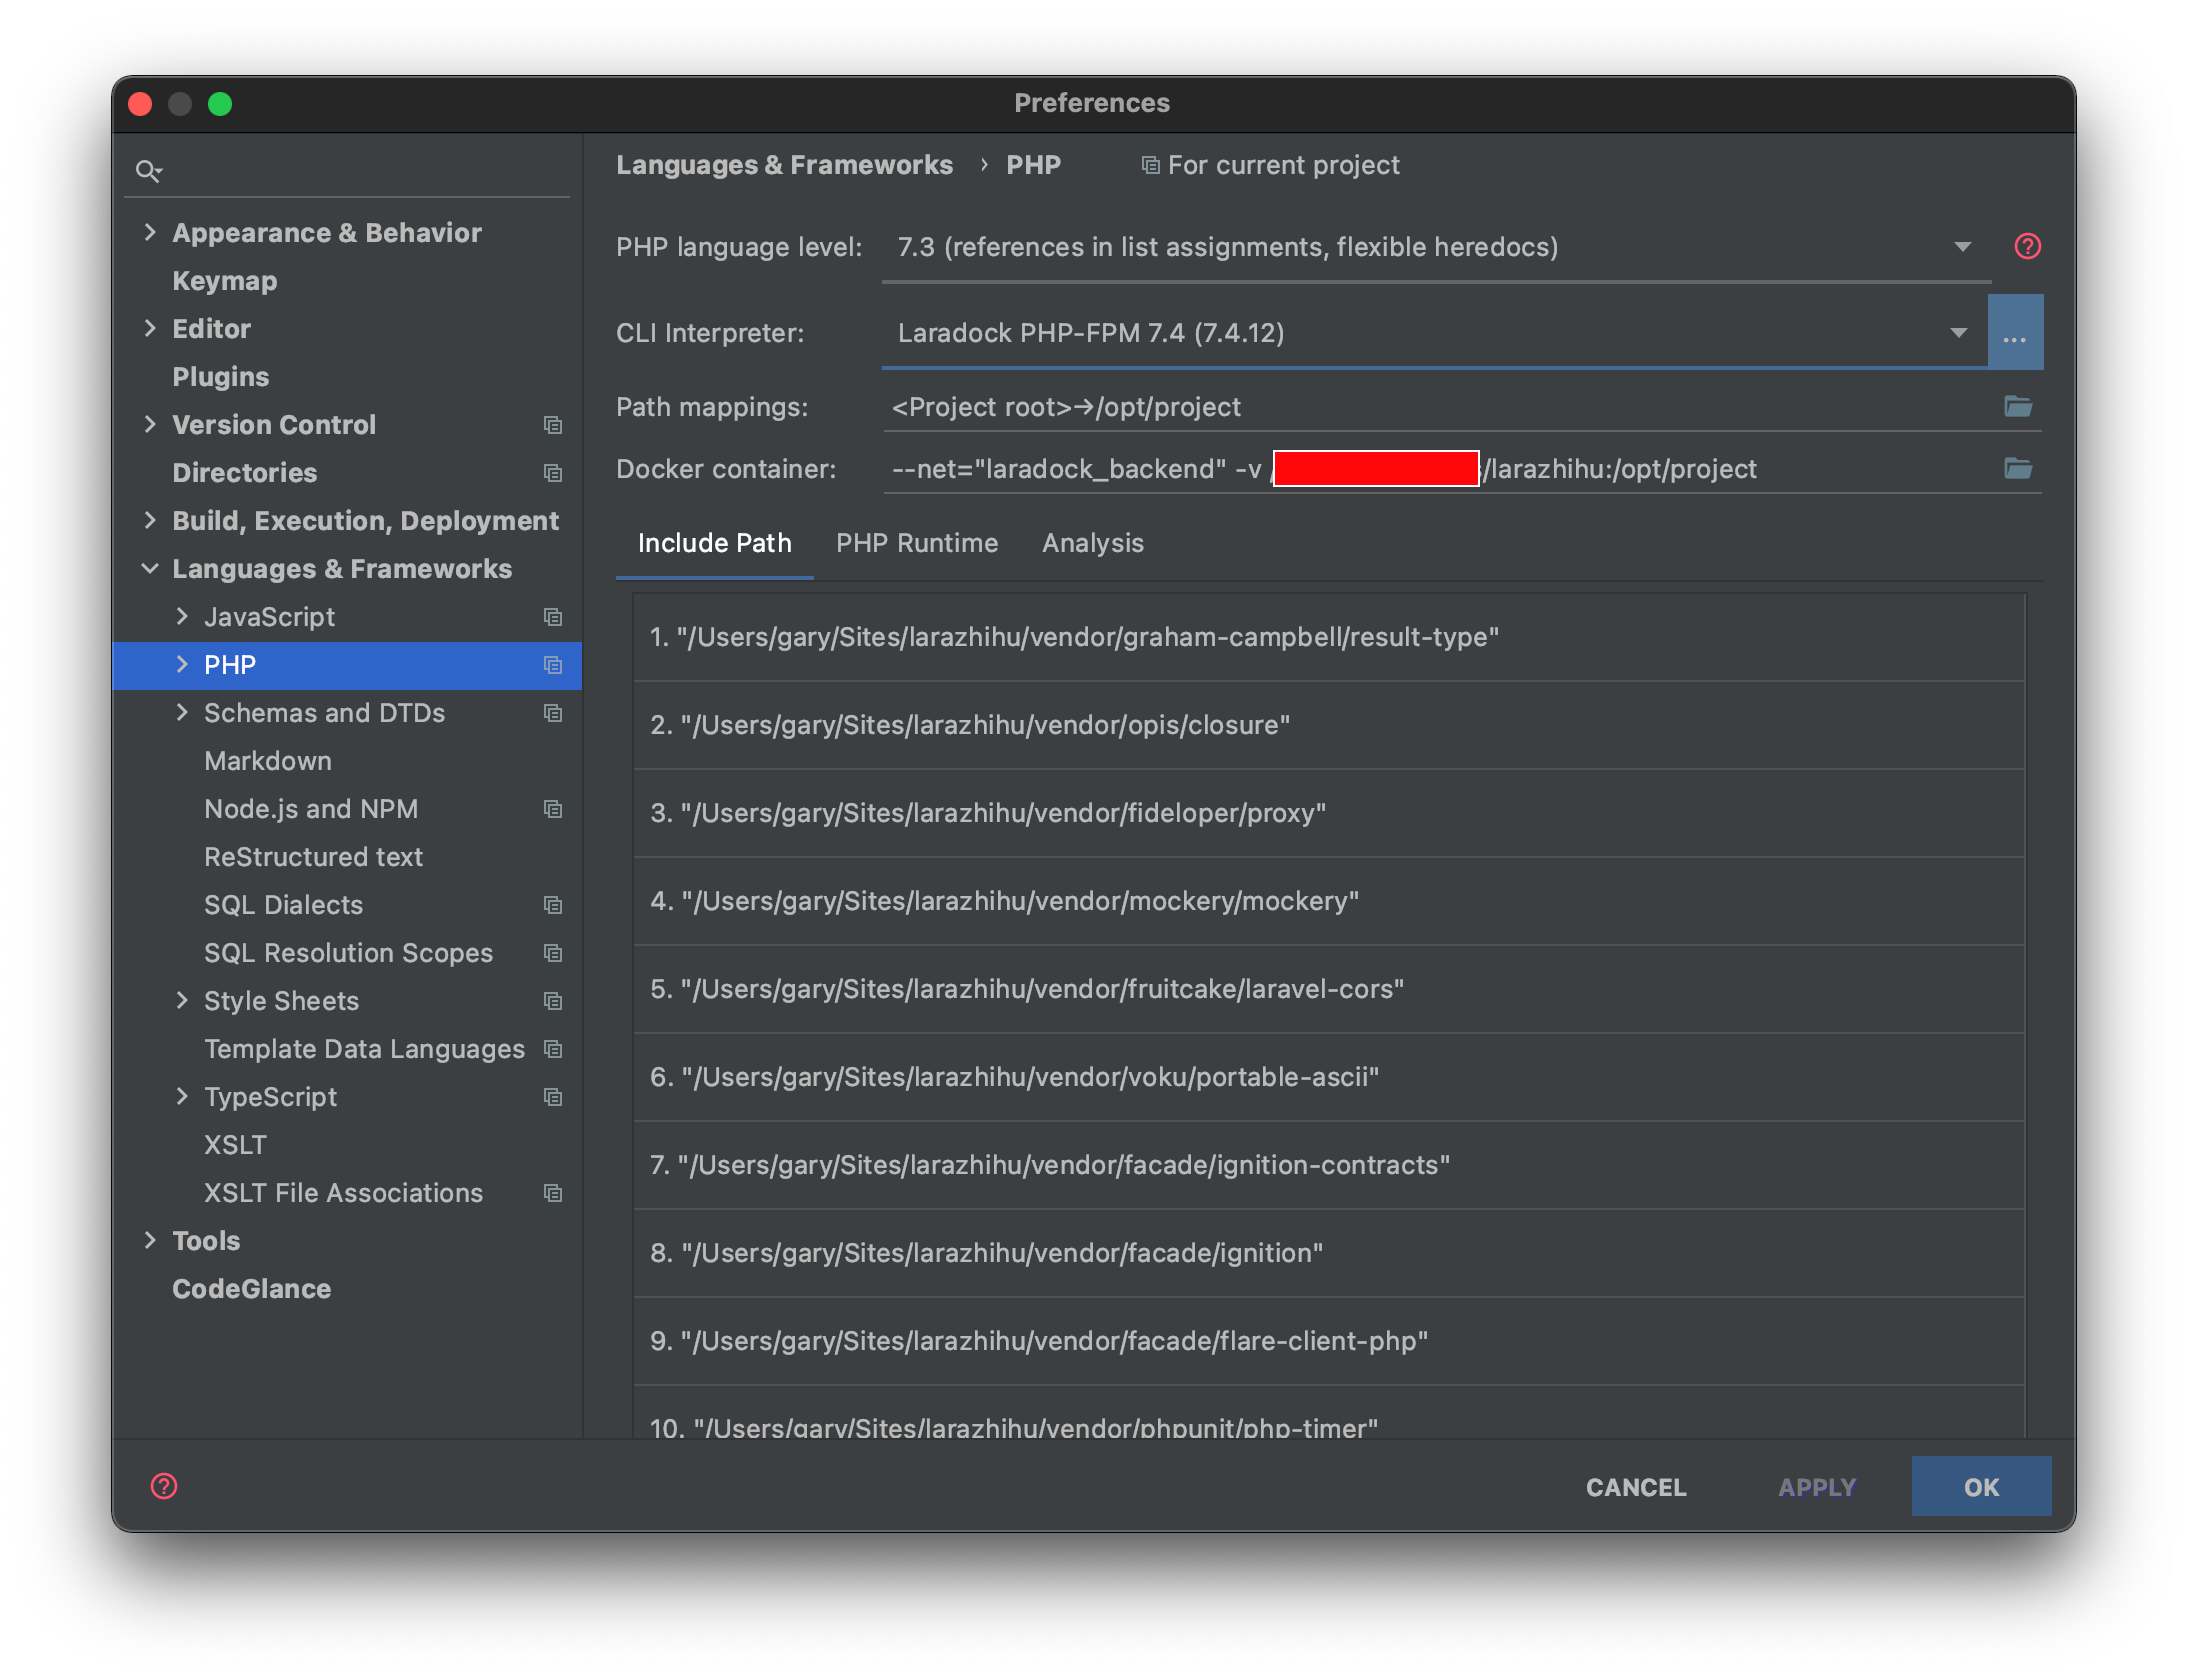 Preferences
Appearance & Behavior
Keymap
Editor
Plugins
Version Control
Directories
Build, Execution, Deployment
Languages & Frameworks
JavaScript
PHP
Schemas and DTDs
Markdown
Node.js and NPM
ReStructured text
SQL Dialects
SQL Resolution Scopes
Style Sheets
Template Data Languages
TypeScript
XSLT
XSLT File Associations
Tools
CodeGlance
Languages & Frameworks › PHP For current project
PHP language level: 7.3 (references in list assignments, flexible heredocs)
CLI Interpreter: Laradock PHP-FPM 7.4 (7.4.12) ...
Path mappings: <Project root>→/opt/project
Docker container: --net="laradock_backend" -v / /larazhihu:/opt/project
Include Path PHP Runtime Analysis
1. "/Users/gary/Sites/larazhihu/vendor/graham-campbell/result-type"
2. "/Users/gary/Sites/larazhihu/vendor/opis/closure"
3. "/Users/gary/Sites/larazhihu/vendor/fideloper/proxy"
4. "/Users/gary/Sites/larazhihu/vendor/mockery/mockery"
5. "/Users/gary/Sites/larazhihu/vendor/fruitcake/laravel-cors"
6. "/Users/gary/Sites/larazhihu/vendor/voku/portable-ascii"
7. "/Users/gary/Sites/larazhihu/vendor/facade/ignition-contracts"
8. "/Users/gary/Sites/larazhihu/vendor/facade/ignition"
9. "/Users/gary/Sites/larazhihu/vendor/facade/flare-client-php"
10. "/Users/gary/Sites/larazhihu/vendor/phpunit/php-timer"
CANCEL APPLY OK